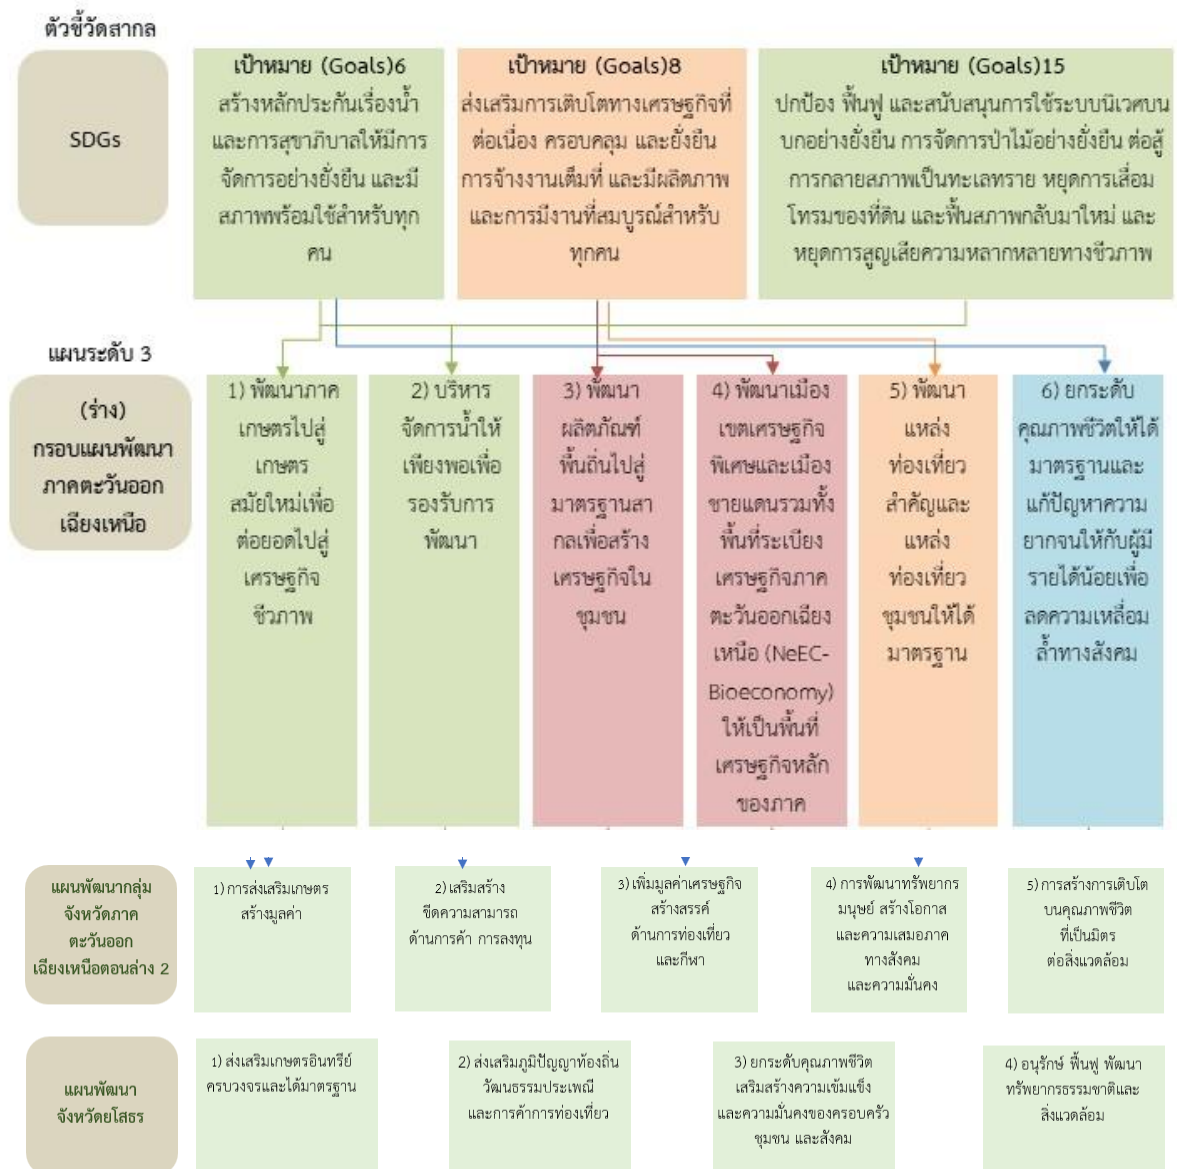 ตัวชี้วัดสากล
SDGs
เป้าหมาย (Goals)6
สร้างหลักประกันเรื่องน้ำ
และการสุขาภิบาลให้มีการ
จัดการอย่างยั่งยืน และมี
สภาพพร้อมใช้สำหรับทุก
คน
เป้าหมาย (Goals)8
ส่งเสริมการเติบโตทางเศรษฐกิจที่
ต่อเนื่อง ครอบคลุม และยั่งยืน
การจ้างงานเต็มที่ และมีผลิตภาพ
และการมีงานที่สมบูรณ์สำหรับ
ทุกคน
เป้าหมาย (Goals)15
ปกป้อง ฟื้นฟู และสนับสนุนการใช้ระบบนิเวศบน
บกอย่างยั่งยืน การจัดการป่าไม้อย่างยั่งยืน ต่อสู้
การกลายสภาพเป็นทะเลทราย หยุดการเสื่อม
โทรมของที่ดิน และฟื้นสภาพกลับมาใหม่ และ
หยุดการสูญเสียความหลากหลายทางชีวภาพ
แผนระดับ 3
(ร่าง)
กรอบแผนพัฒนา
ภาคตะวันออก
เฉียงเหนือ
1) พัฒนาภาค
เกษตรไปสู่
เกษตร
สมัยใหม่เพื่อ
ต่อยอดไปสู่
เศรษฐกิจ
ชีวภาพ
2) บริหาร
จัดการน้ำให้
เพียงพอเพื่อ
รองรับการ
พัฒนา
3) พัฒนา
ผลิตภัณฑ์
พื้นถิ่นไปสู่
มาตรฐานสา
กลเพื่อสร้าง
เศรษฐกิจใน
ชุมชน
4) พัฒนาเมือง
เขตเศรษฐกิจ
พิเศษและเมือง
ชายแดนรวมทั้ง
พื้นที่ระเบียง
เศรษฐกิจภาค
ตะวันออกเฉียง
เหนือ (NeEC-
Bioeconomy)
ให้เป็นพื้นที่
เศรษฐกิจหลัก
ของภาค
5) พัฒนา
แหล่ง
ท่องเที่ยว
สำคัญและ
แหล่ง
ท่องเที่ยว
ชุมชนให้ได้
มาตรฐาน
6) ยกระดับ
คุณภาพชีวิตให้ได้
มาตรฐานและ
แก้ปัญหาความ
ยากจนให้กับผู้มี
รายได้น้อยเพื่อ
ลดความเหลื่อม
ล้ำทางสังคม
แผนพัฒนากลุ่ม
จังหวัดภาค
ตะวันออก
เฉียงเหนือตอนล่าง 2
1) การส่งเสริมเกษตร
สร้างมูลค่า
2) เสริมสร้าง
ขีดความสามารถ
ด้านการค้า การลงทุน
3) เพิ่มมูลค่าเศรษฐกิจ
สร้างสรรค์
ด้านการท่องเที่ยว
และกีฬา
4) การพัฒนาทรัพยากร
มนุษย์ สร้างโอกาส
และความเสมอภาค
ทางสังคม
และความมั่นคง
5) การสร้างการเติบโต
บนคุณภาพชีวิต
ที่เป็นมิตร
ต่อสิ่งแวดล้อม
แผนพัฒนา
จังหวัดยโสธร
1) ส่งเสริมเกษตรอินทรีย์
ครบวงจรและได้มาตรฐาน
2) ส่งเสริมภูมิปัญญาท้องถิ่น
วัฒนธรรมประเพณี
และการค้าการท่องเที่ยว
3) ยกระดับคุณภาพชีวิต
เสริมสร้างความเข้มแข็ง
และความมั่นคงของครอบครัว
ชุมชน และสังคม
4) อนุรักษ์ ฟื้นฟู พัฒนา
ทรัพยากรธรรมชาติและ
สิ่งแวดล้อม